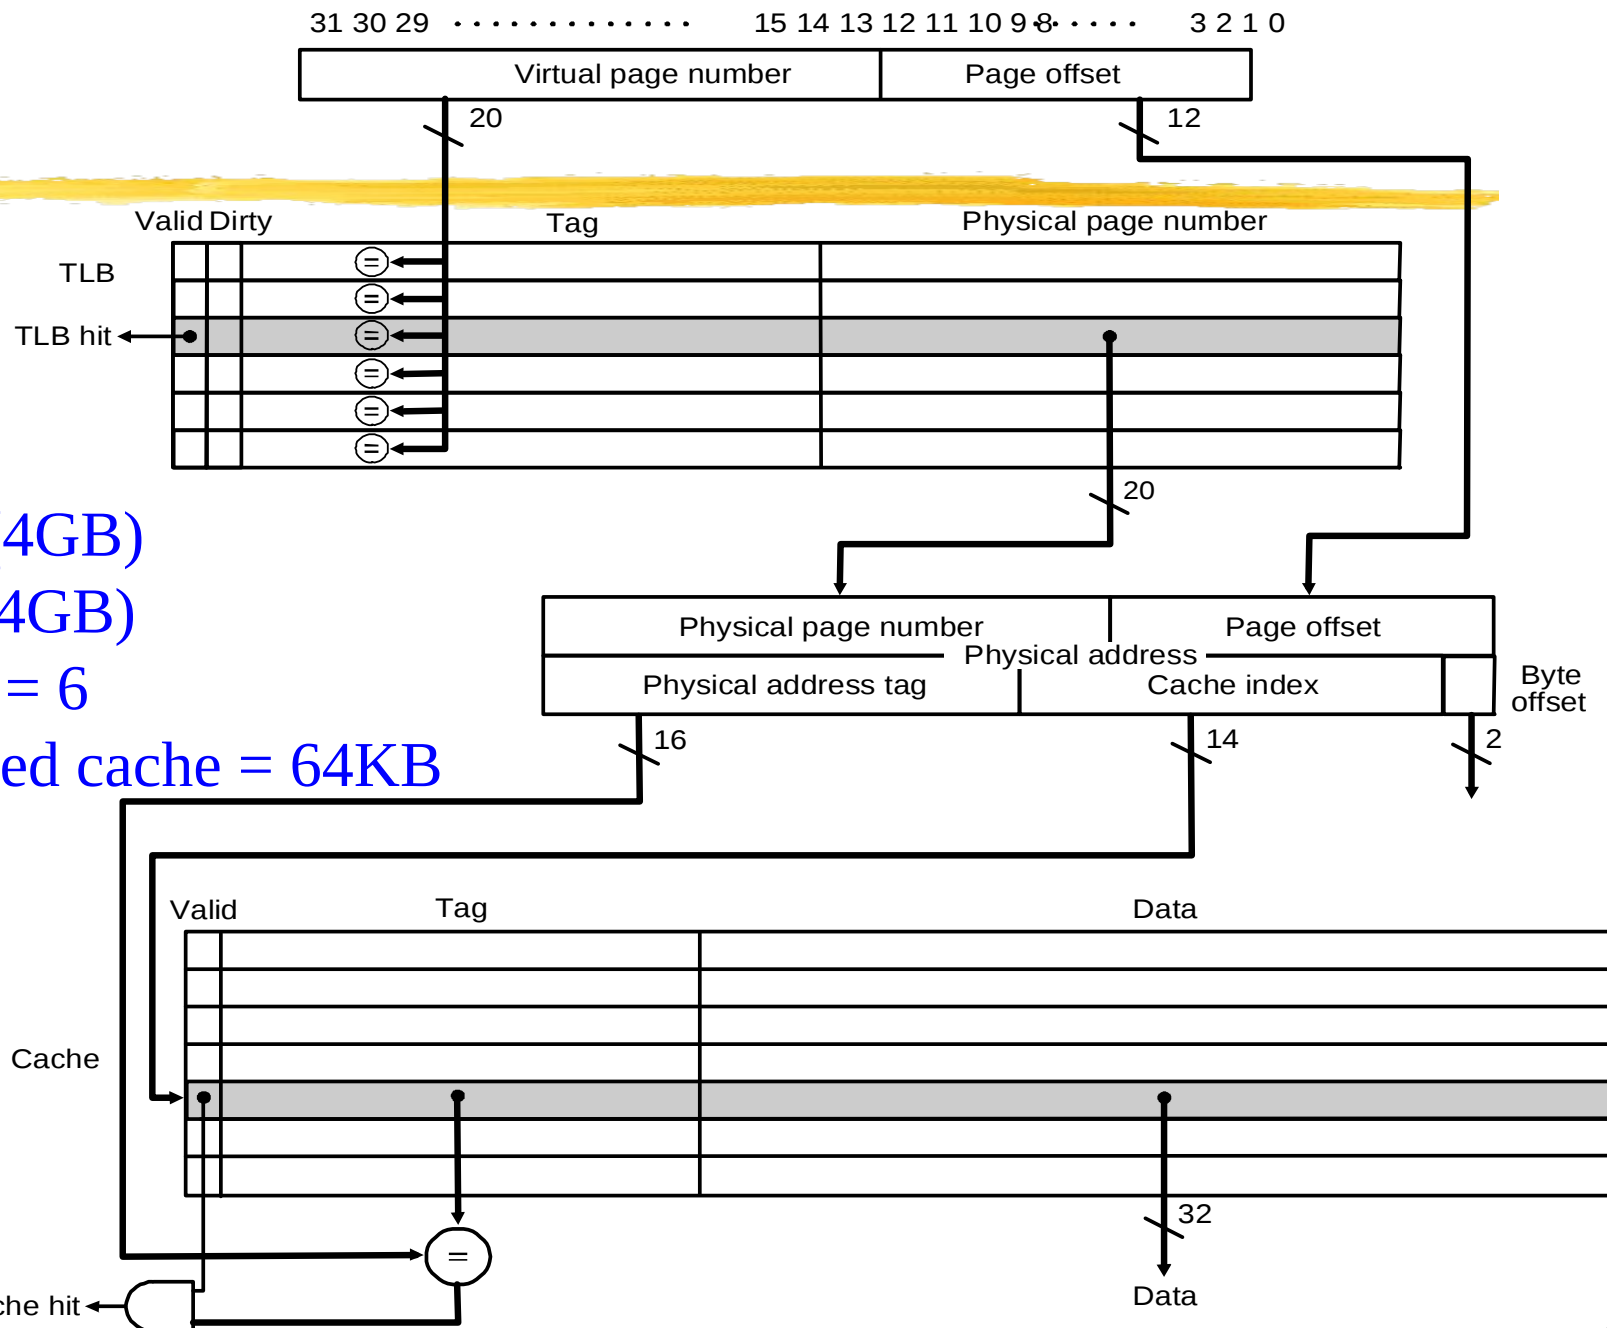 31 30 29 ············· 15 14 13 12 11 10 9 8 ····· 3 2 1 0
Virtual page number Page offset
20 12
Valid Dirty Tag Physical page number
TLB
=
=
TLB hit =
=
=
=
20
4GB)
4GB)
= 6
ed cache = 64KB
Physical page number Page offset
Physical address
Physical address tag Cache index Byte offset
16 14 2
Valid Tag Data
Cache
32
=
Data
che hit